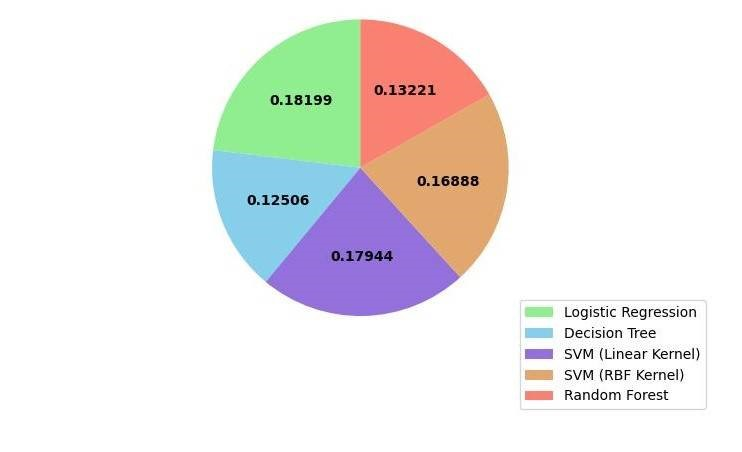 0.13221
0.18199
0.16888
0.12506
0.17944
Logistic Regression
Decision Tree
SVM (Linear Kernel)
SVM (RBF Kernel)
Random Forest